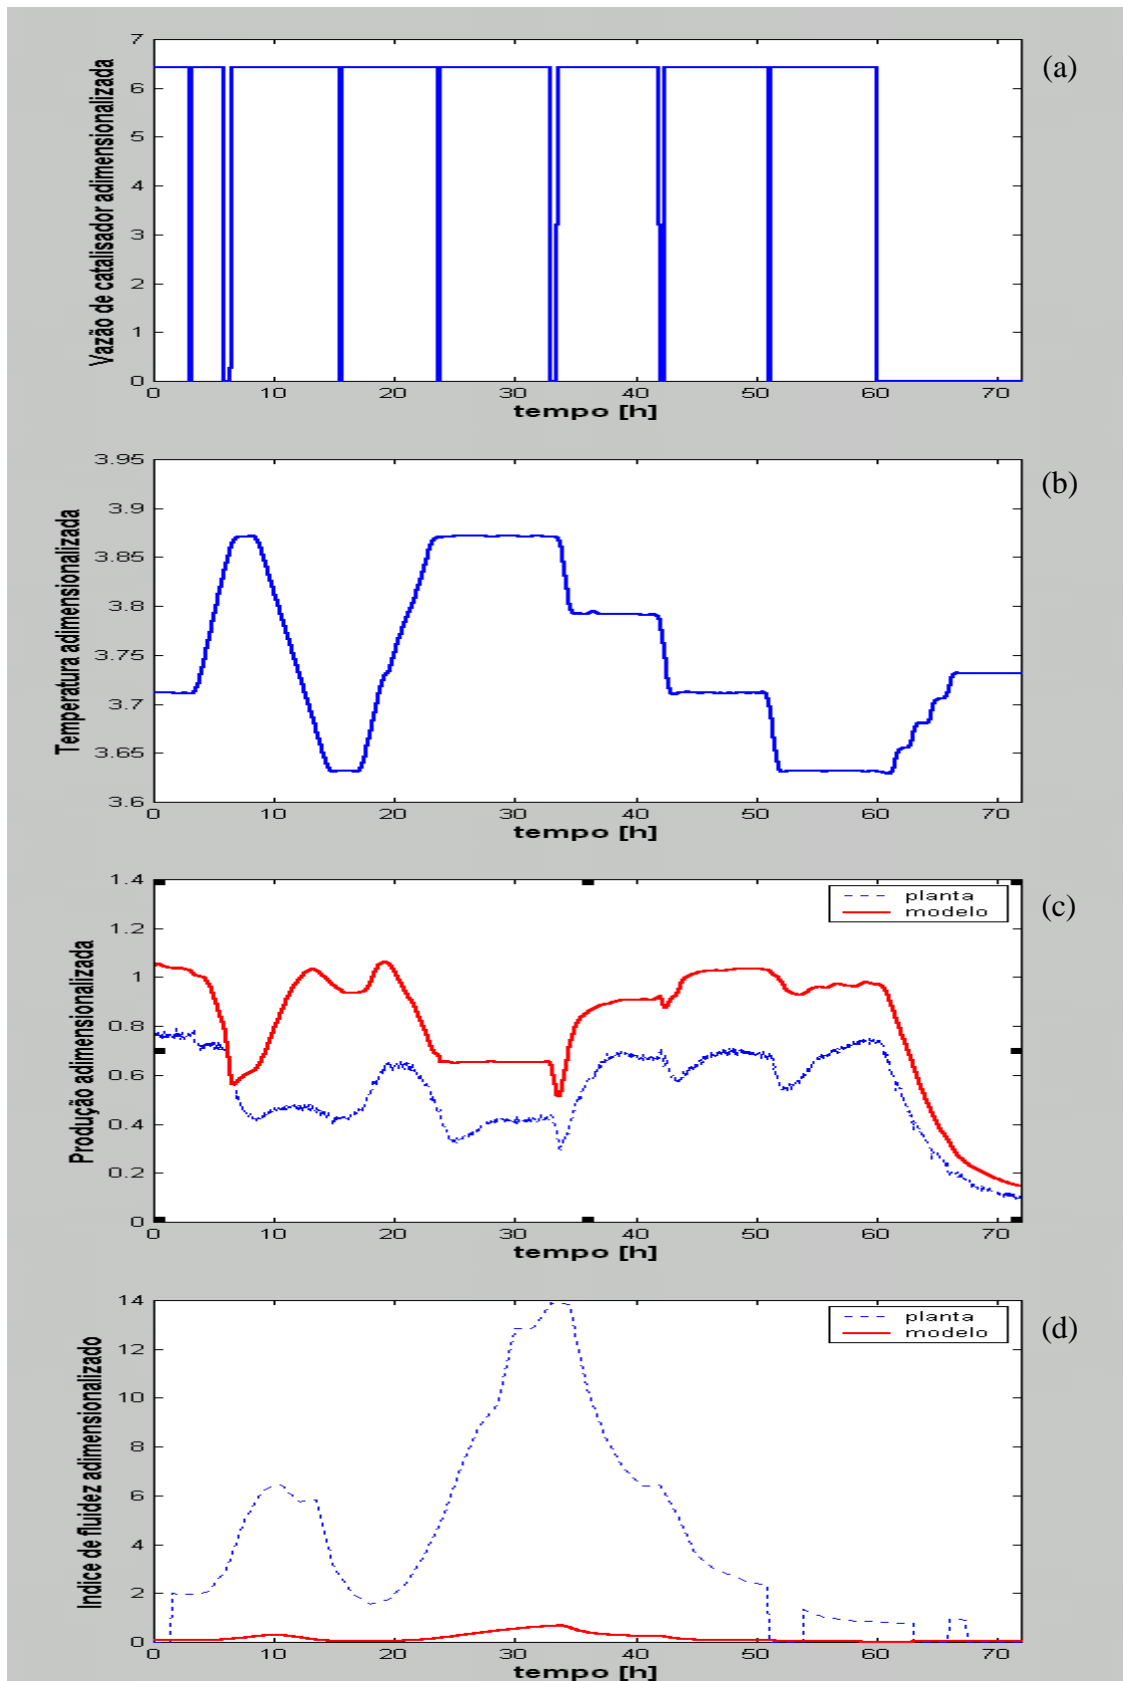 7
6
5
4
3
2
1
0
Vazão de catalisador adimensionalizada
0 10 20 30 40 50 60 70
tempo [h]
(a)
3.95
3.9
3.85
3.8
3.75
3.7
3.65
3.6
Temperatura adimensionalizada
0 10 20 30 40 50 60 70
tempo [h]
(b)
1.4
1.2
1
0.8
0.6
0.4
0.2
0
Produção adimensionalizada
planta
modelo
0 10 20 30 40 50 60 70
tempo [h]
(c)
14
12
10
8
6
4
2
0
Indice de fluidez adimensionalizado
planta
modelo
0 10 20 30 40 50 60 70
tempo [h]
(d)